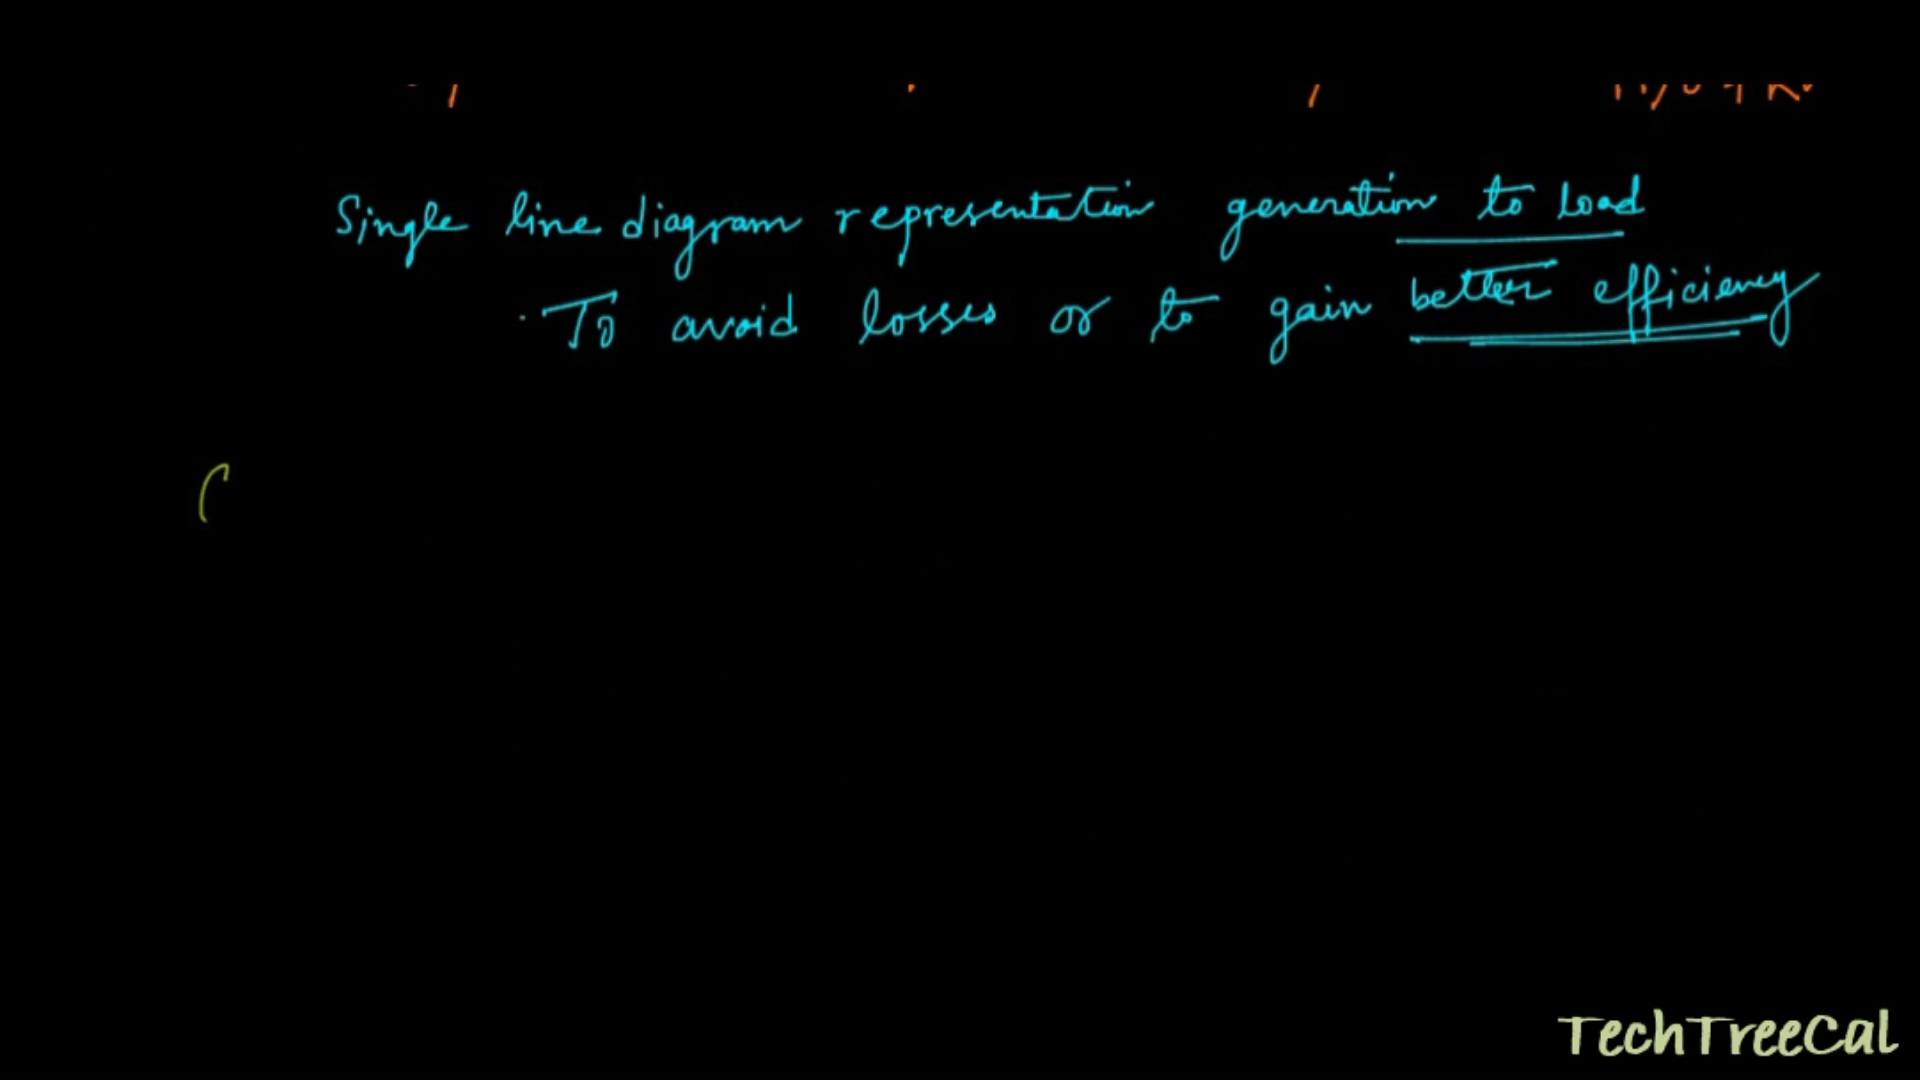 Single line diagram representation generation to load
To avoid losses or to gain better efficiency
TechTreeCal